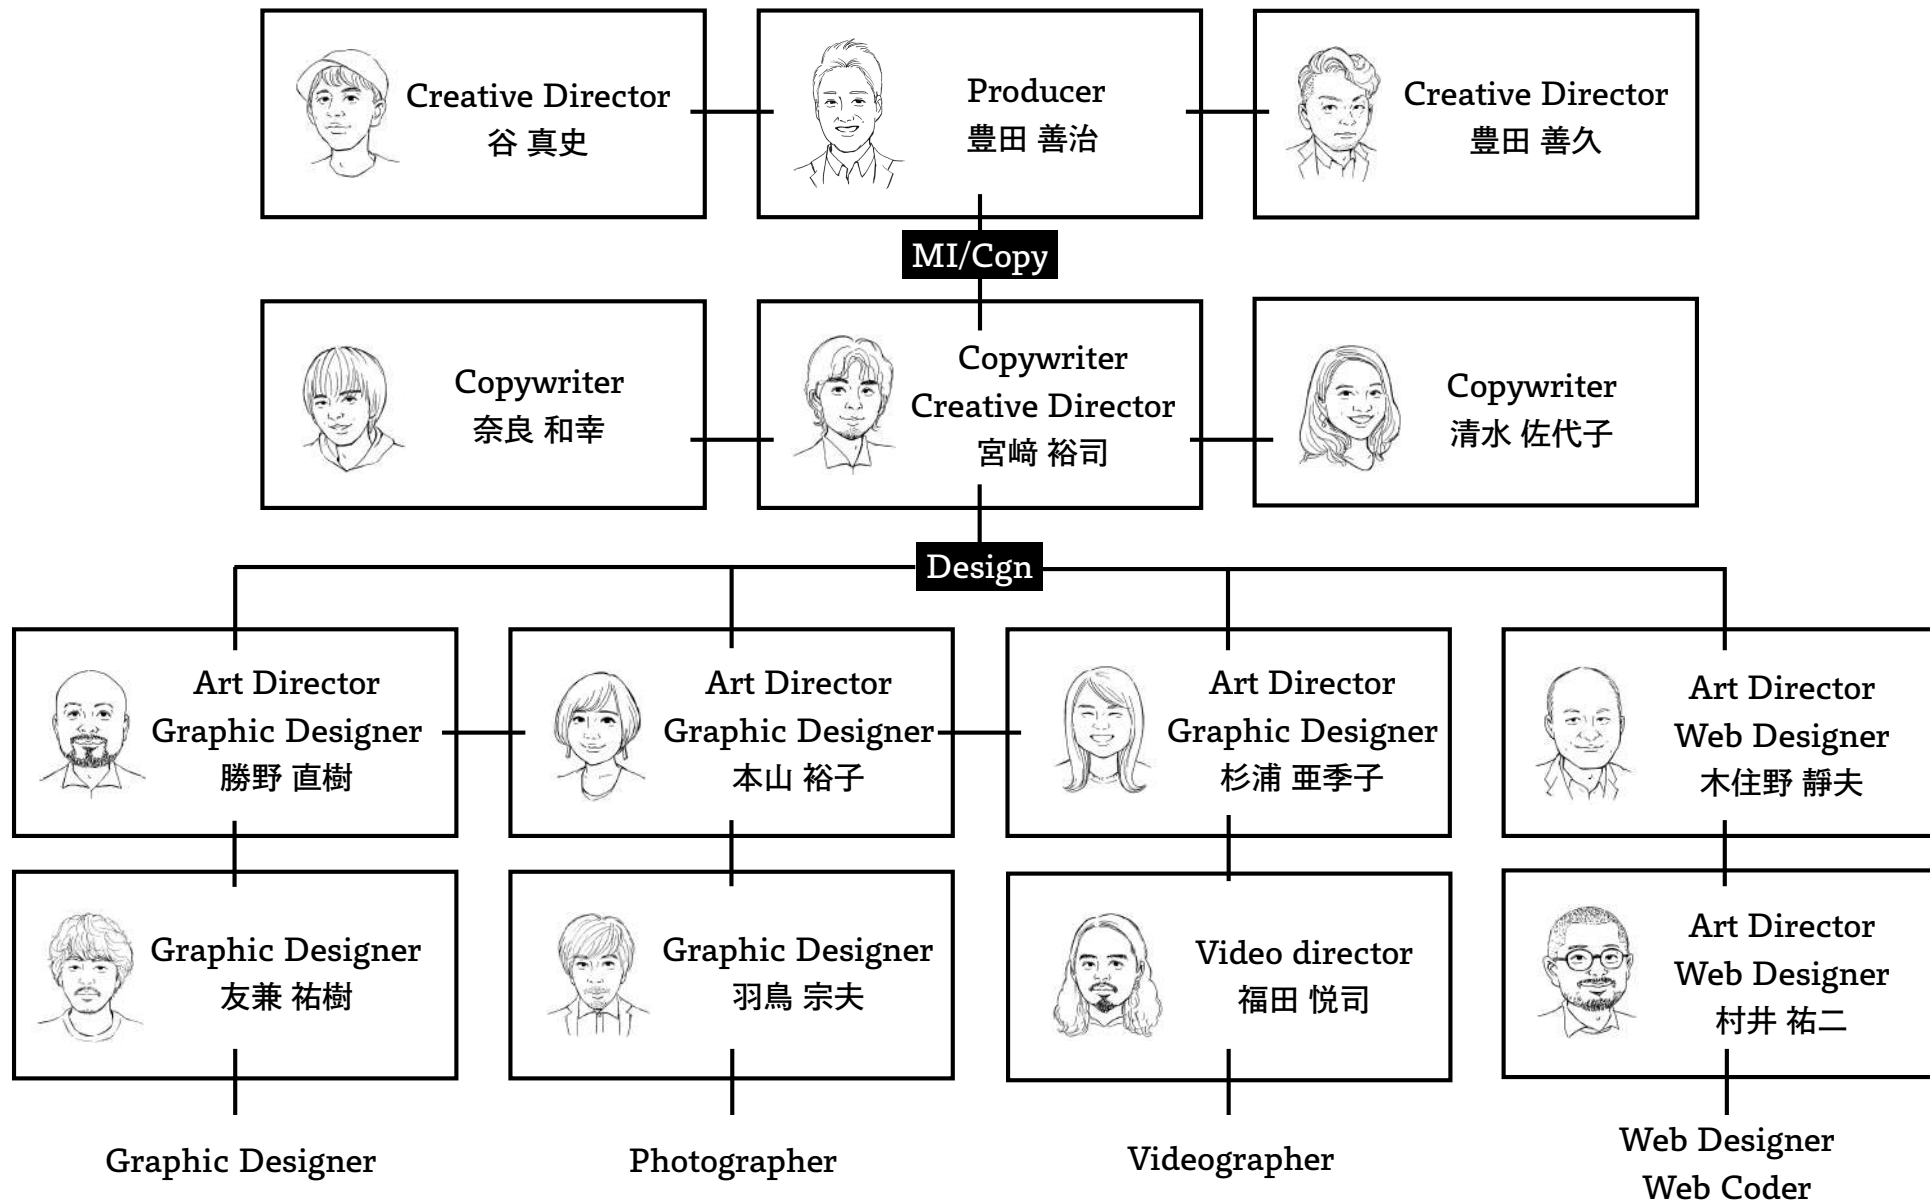 Creative Director
谷 真史
Producer
豊田 善治
Creative Director
豊田 善久
MI/Copy
Copywriter
奈良 和幸
Copywriter
Creative Director
宮﨑 裕司
Copywriter
清水 佐代子
Design
Art Director
Graphic Designer
勝野 直樹
Art Director
Graphic Designer
本山 裕子
Art Director
Graphic Designer
杉浦 亜季子
Art Director
Web Designer
木住野 靜夫
Graphic Designer
友兼 祐樹
Graphic Designer
羽鳥 宗夫
Video director
福田 悦司
Art Director
Web Designer
村井 祐二
Graphic Designer
Photographer
Videographer
Web Designer
Web Coder